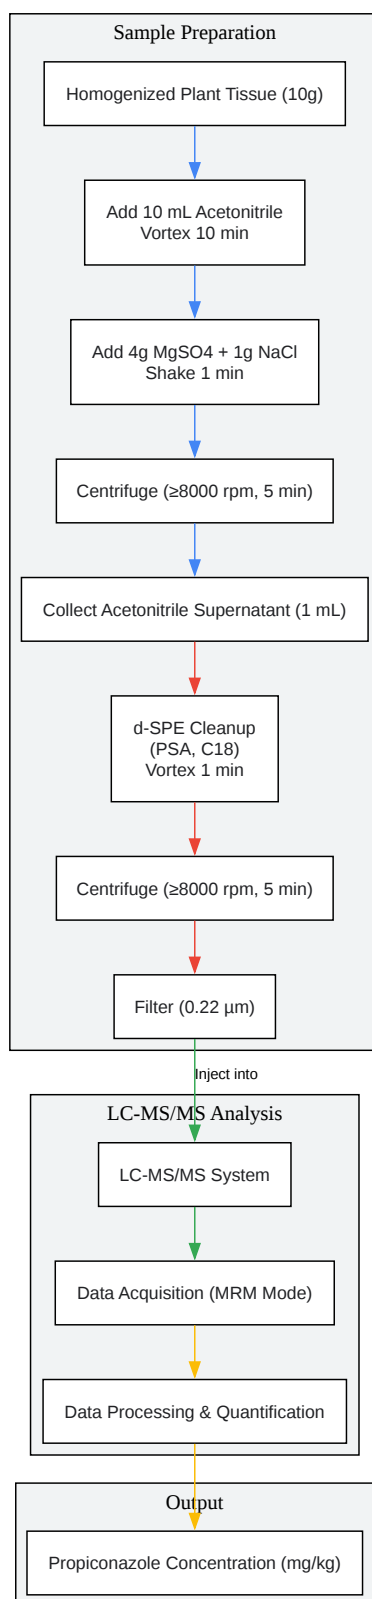 Sample Preparation
Homogenized Plant Tissue (10g)
Add 10 mL Acetonitrile
Vortex 10 min
Add 4g MgSO4 + 1g NaCl
Shake 1 min
Centrifuge (≥8000 rpm, 5 min)
Collect Acetonitrile Supernatant (1 mL)
d-SPE Cleanup
(PSA, C18)
Vortex 1 min
Centrifuge (≥8000 rpm, 5 min)
Filter (0.22 µm)
Inject into
LC-MS/MS Analysis
LC-MS/MS System
Data Acquisition (MRM Mode)
Data Processing & Quantification
Output
Propiconazole Concentration (mg/kg)